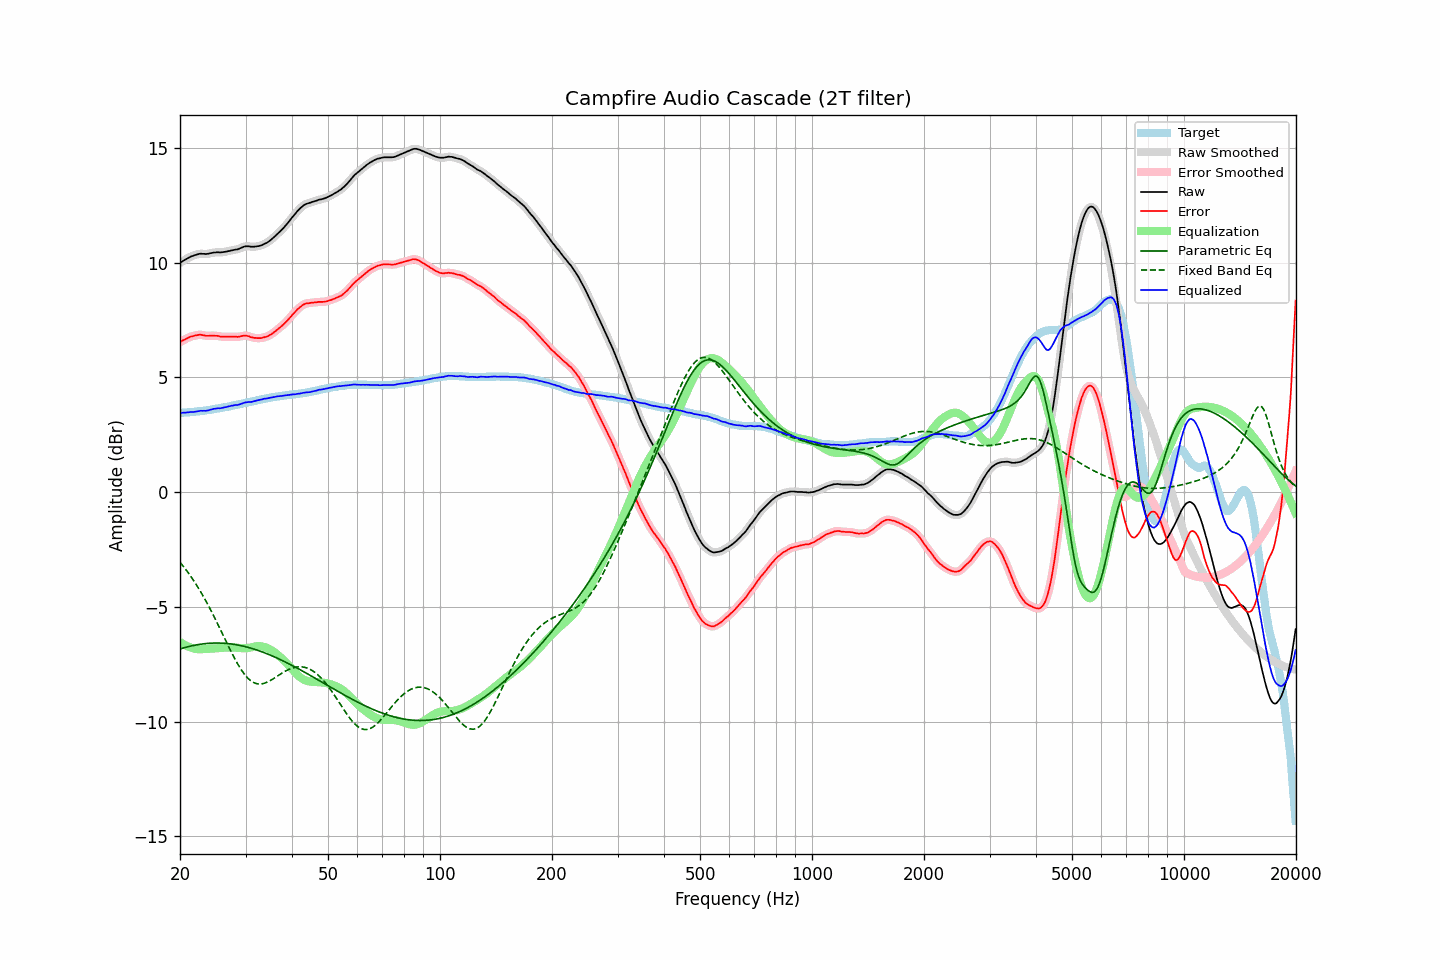 Campfire Audio Cascade (2T filter)
Target
Raw Smoothed
Error Smoothed
Raw
Error
Equalization
Parametric Eq
Fixed Band Eq
Equalized
Amplitude (dBr)
15
10
5
0
−5
−10
−15
20 50 100 200 500 1000 2000 5000 10000 20000
Frequency (Hz)